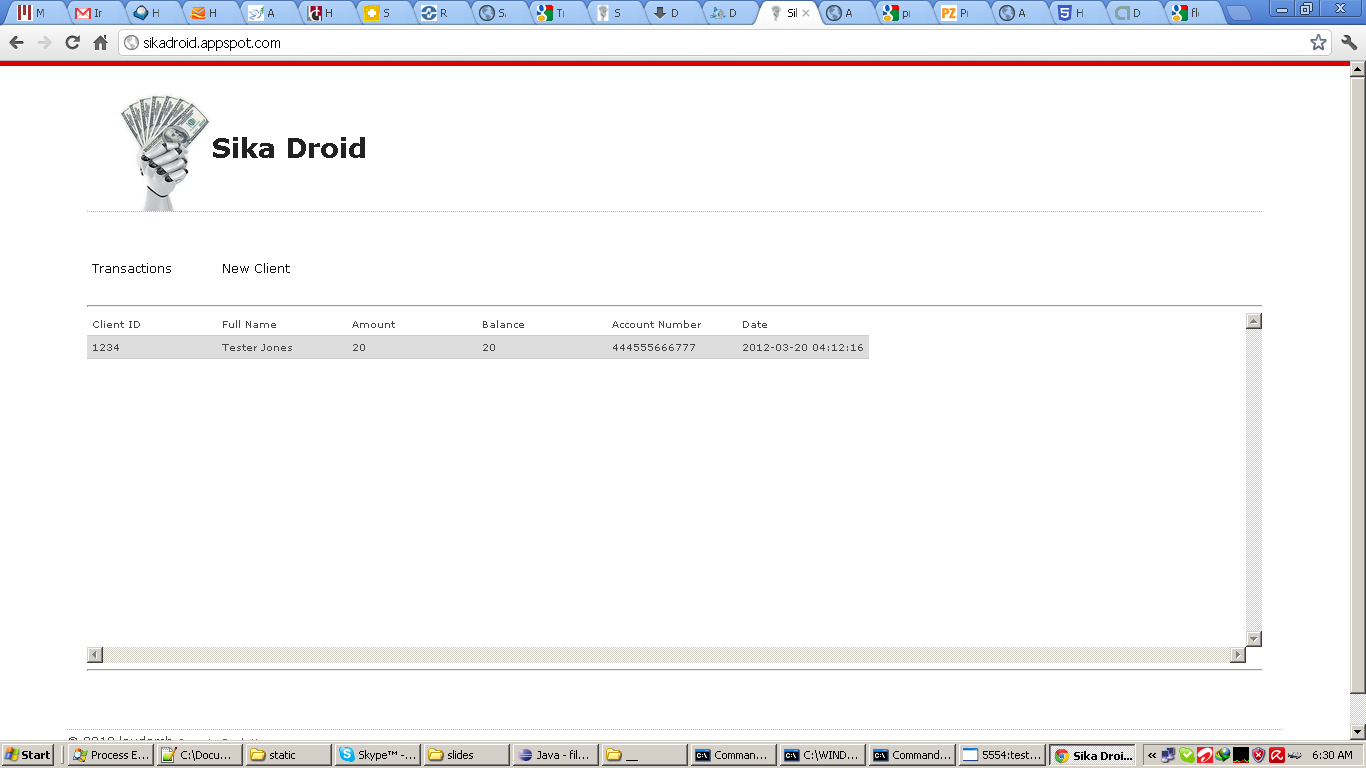 M
Ir
H
H
A
H
S
R
Si
Ti
S
D
D
Sil
A
pi
Pi
A
H
D
fl
sikadroid.appspot.com
Sika Droid
Transactions New Client
Client ID Full Name Amount Balance Account Number Date
1234 Tester Jones 20 20 444555666777 2012-03-20 04:12:16
Start Process E... C:\Docu... static Skype™ -... slides Java - fil... __ Comman... C:\WIND... Command... 5554:test... Sika Droi... « 6:30 AM